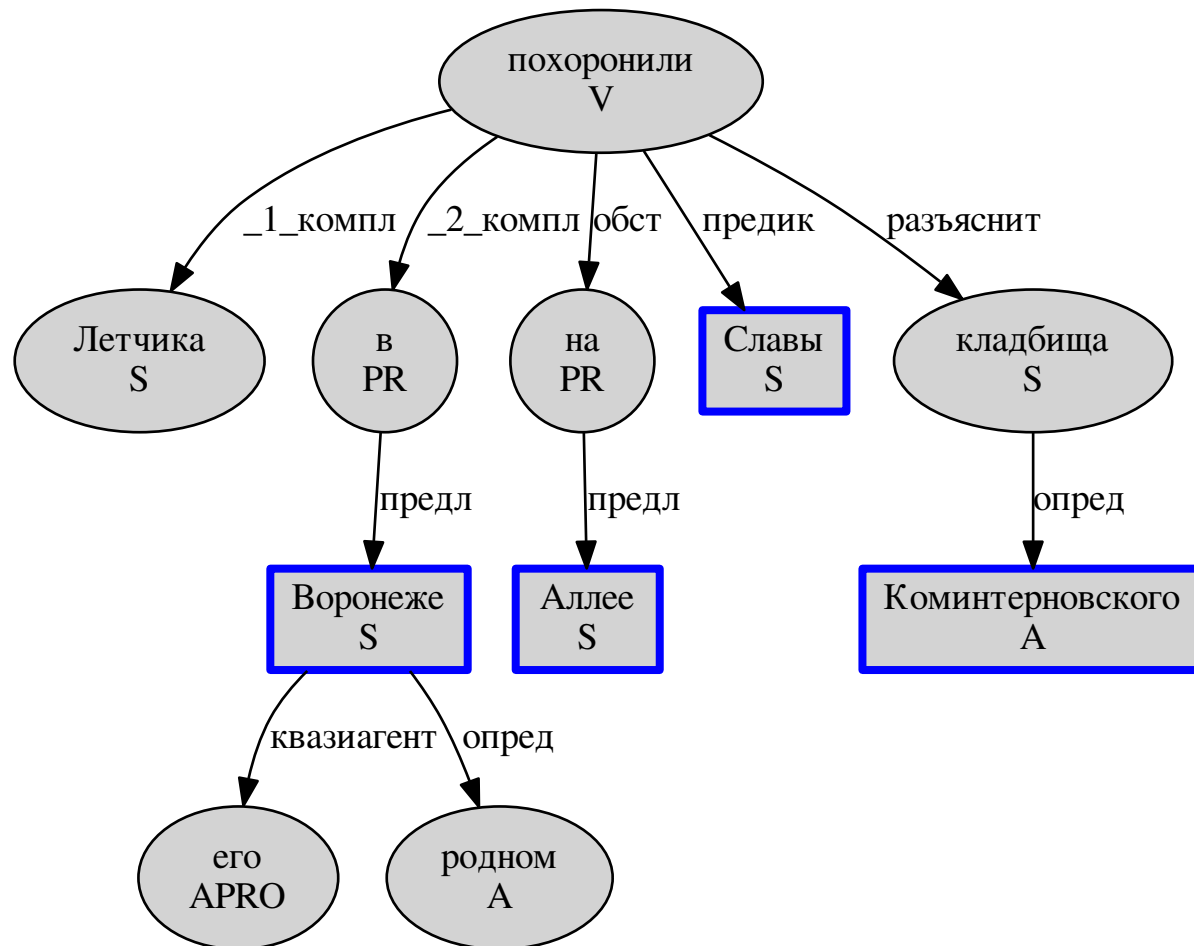 похоронили
V
_1_компл
_2_компл
обст
предик
разъяснит
Летчика
S
в
PR
на
PR
Славы
S
кладбища
S
предл
предл
опред
Воронеже
S
Аллее
S
Коминтерновского
A
квазиагент
опред
его
APRO
родном
A